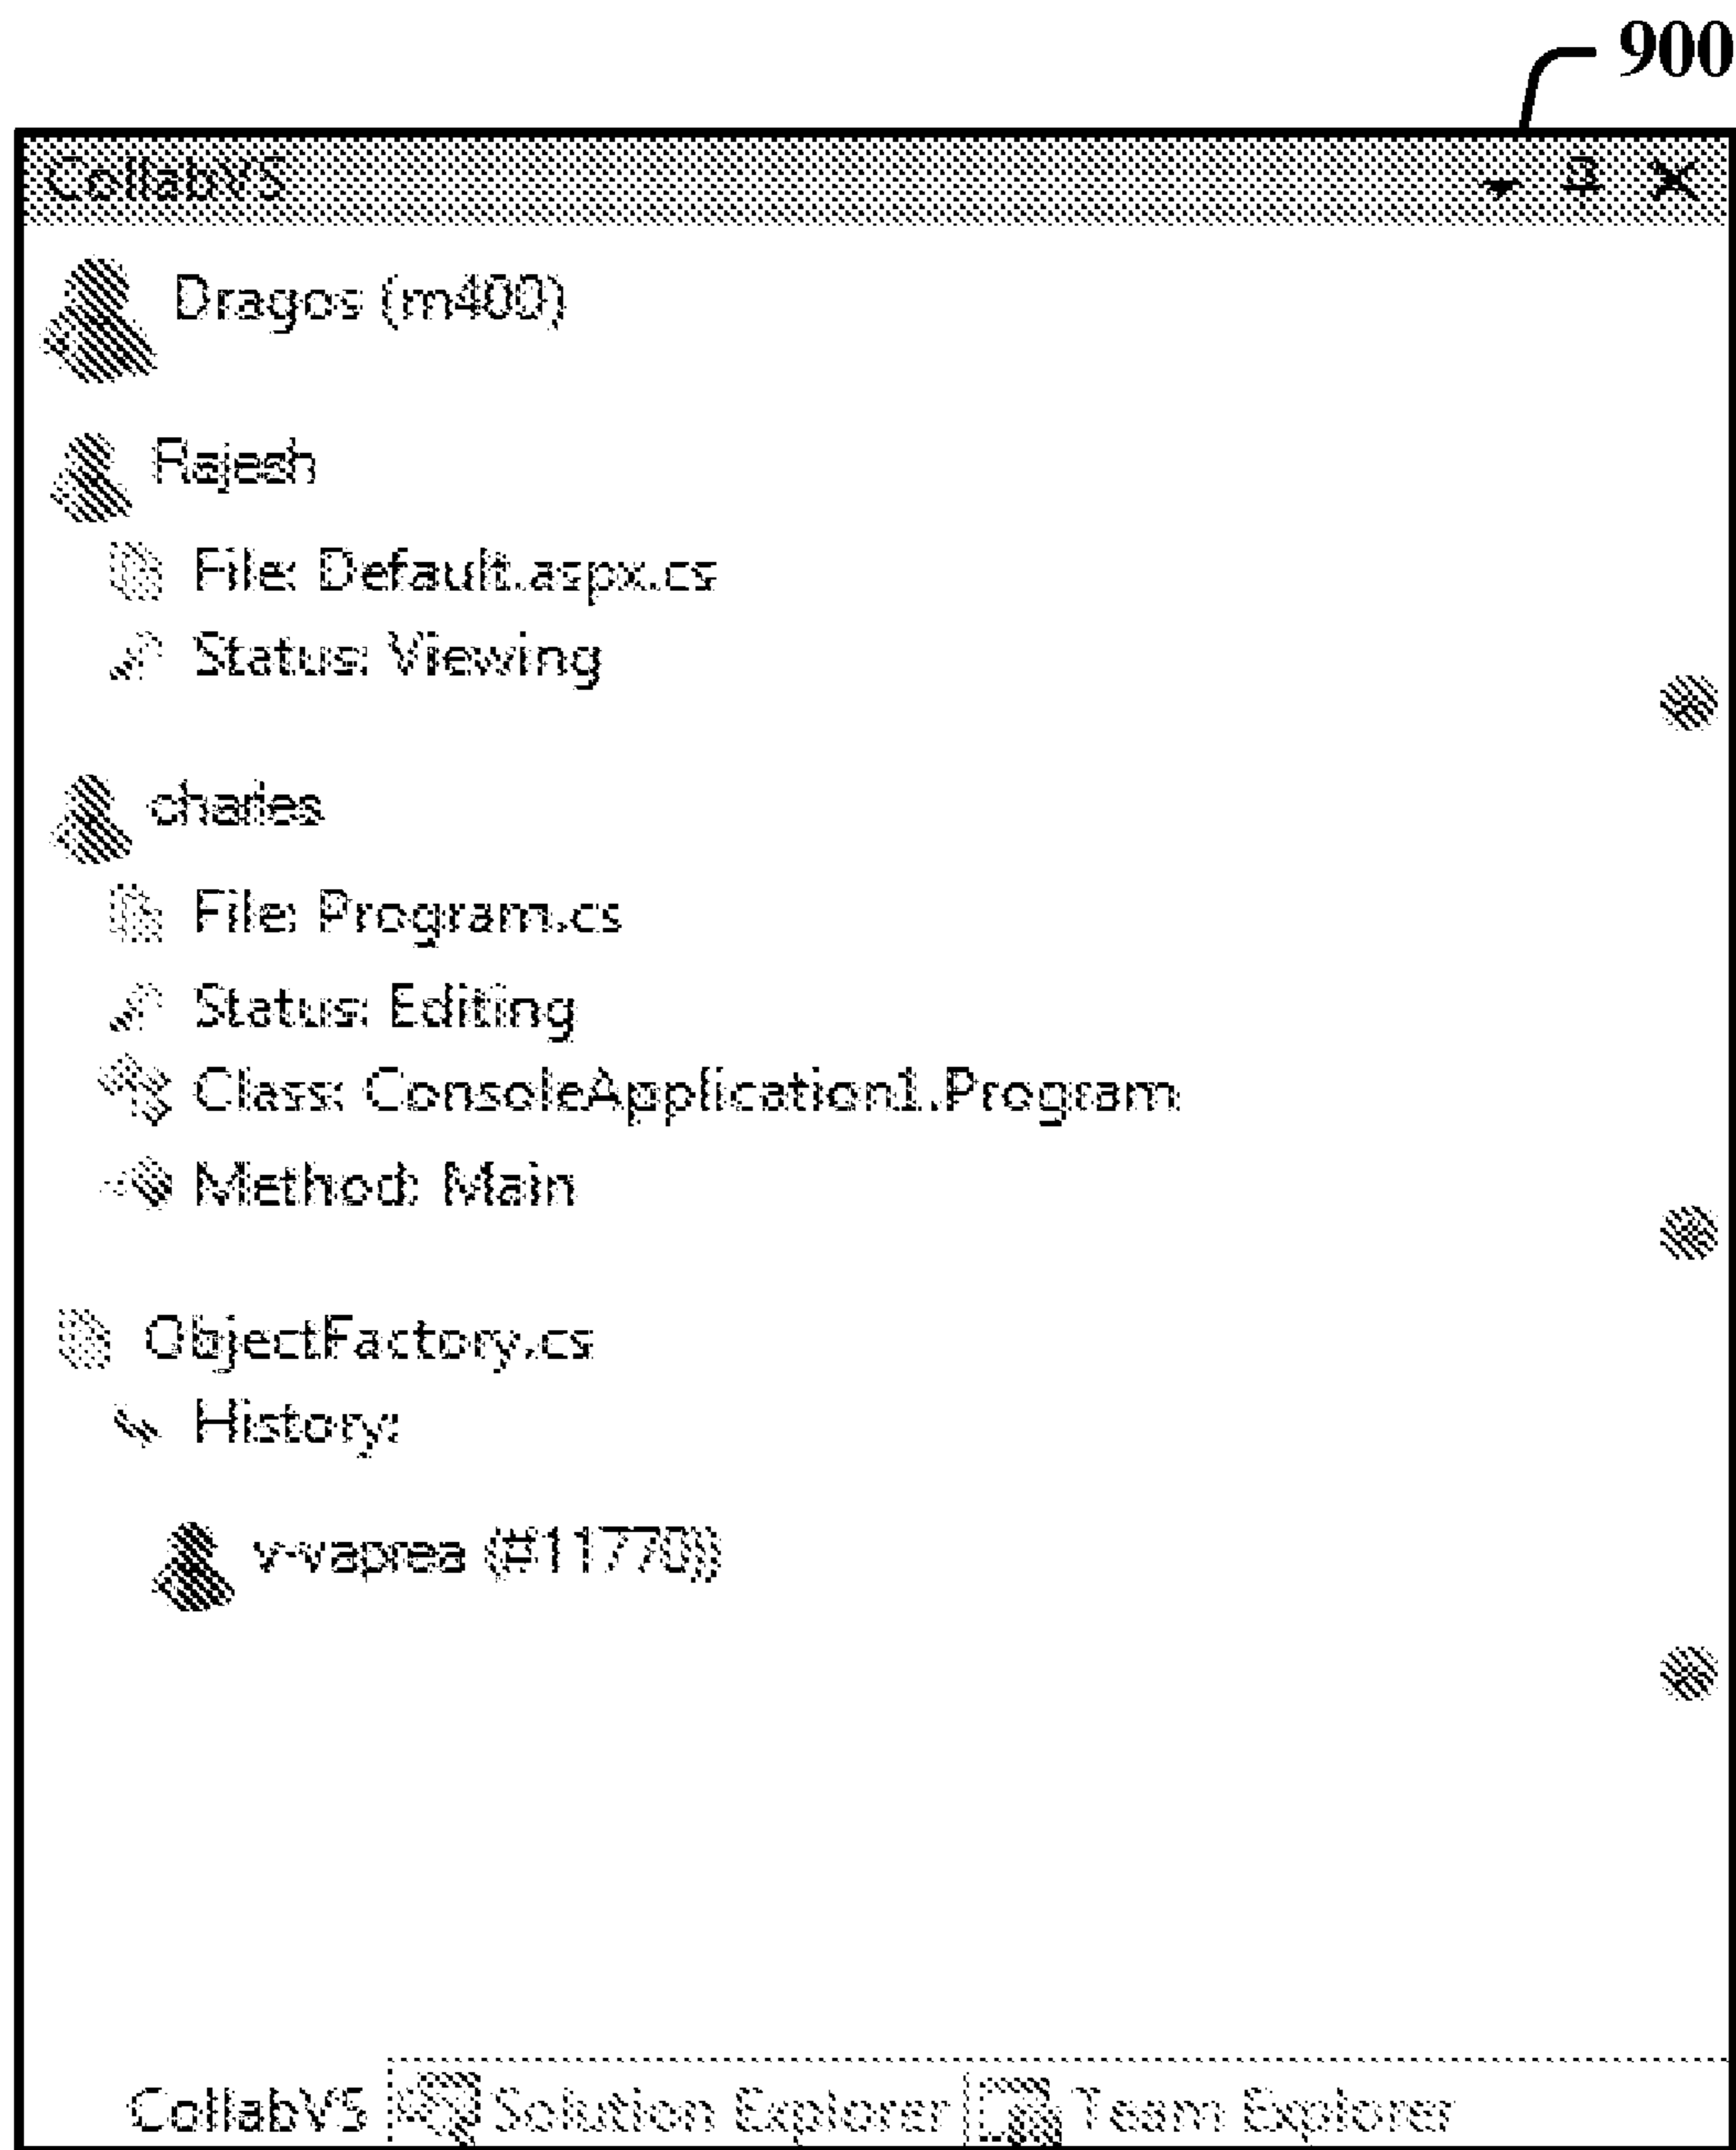 900
CollabVS
Dragos (m400)
Rajesh
File: Default.aspx.cs
Status: Viewing
charles
File: Program.cs
Status: Editing
Class: ConsoleApplication1.Program
Method: Main
ObjectFactory.cs
History:
v-vaprea (#11770)
CollabVS Solution Explorer Team Explorer